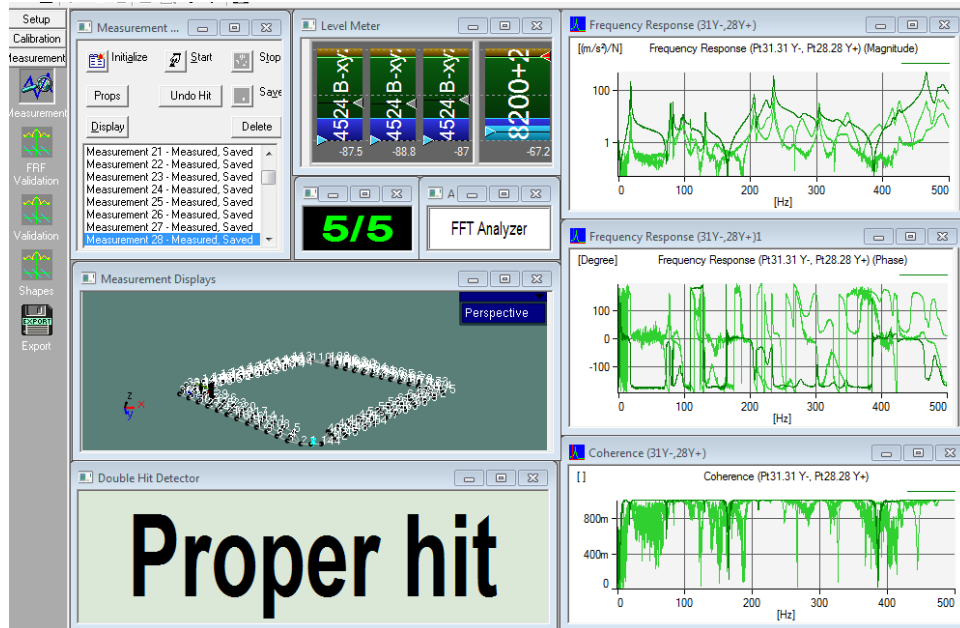 Setup
Calibration
Measurement
Measurement
FRF
Validation
Validation
Shapes
EXPORT
Export
Measurement ...
Initialize
Start
Stop
Props
Undo Hit
Save
Display
Delete
Measurement 21 - Measured, Saved
Measurement 22 - Measured, Saved
Measurement 23 - Measured, Saved
Measurement 24 - Measured, Saved
Measurement 25 - Measured, Saved
Measurement 26 - Measured, Saved
Measurement 27 - Measured, Saved
Measurement 28 - Measured, Saved
Level Meter
4524 B-xy
4524 B-xy
4524 B-xy
8200+2
-87.5 -88.8 -87 -67.2
5/5
A
FFT Analyzer
Measurement Displays
Perspective
z
x
y
Double Hit Detector
Proper hit
Frequency Response (31Y-,28Y+)
[(m/s²)/N] Frequency Response (Pt31.31 Y-, Pt28.28 Y+) (Magnitude)
100
1
0 100 200 300 400 500
[Hz]
Frequency Response (31Y-,28Y+)1
[Degree] Frequency Response (Pt31.31 Y-, Pt28.28 Y+) (Phase)
100
0
-100
0 100 200 300 400 500
[Hz]
Coherence (31Y-,28Y+)
[ ] Coherence (Pt31.31 Y-, Pt28.28 Y+)
800m
400m
0
0 100 200 300 400 500
[Hz]